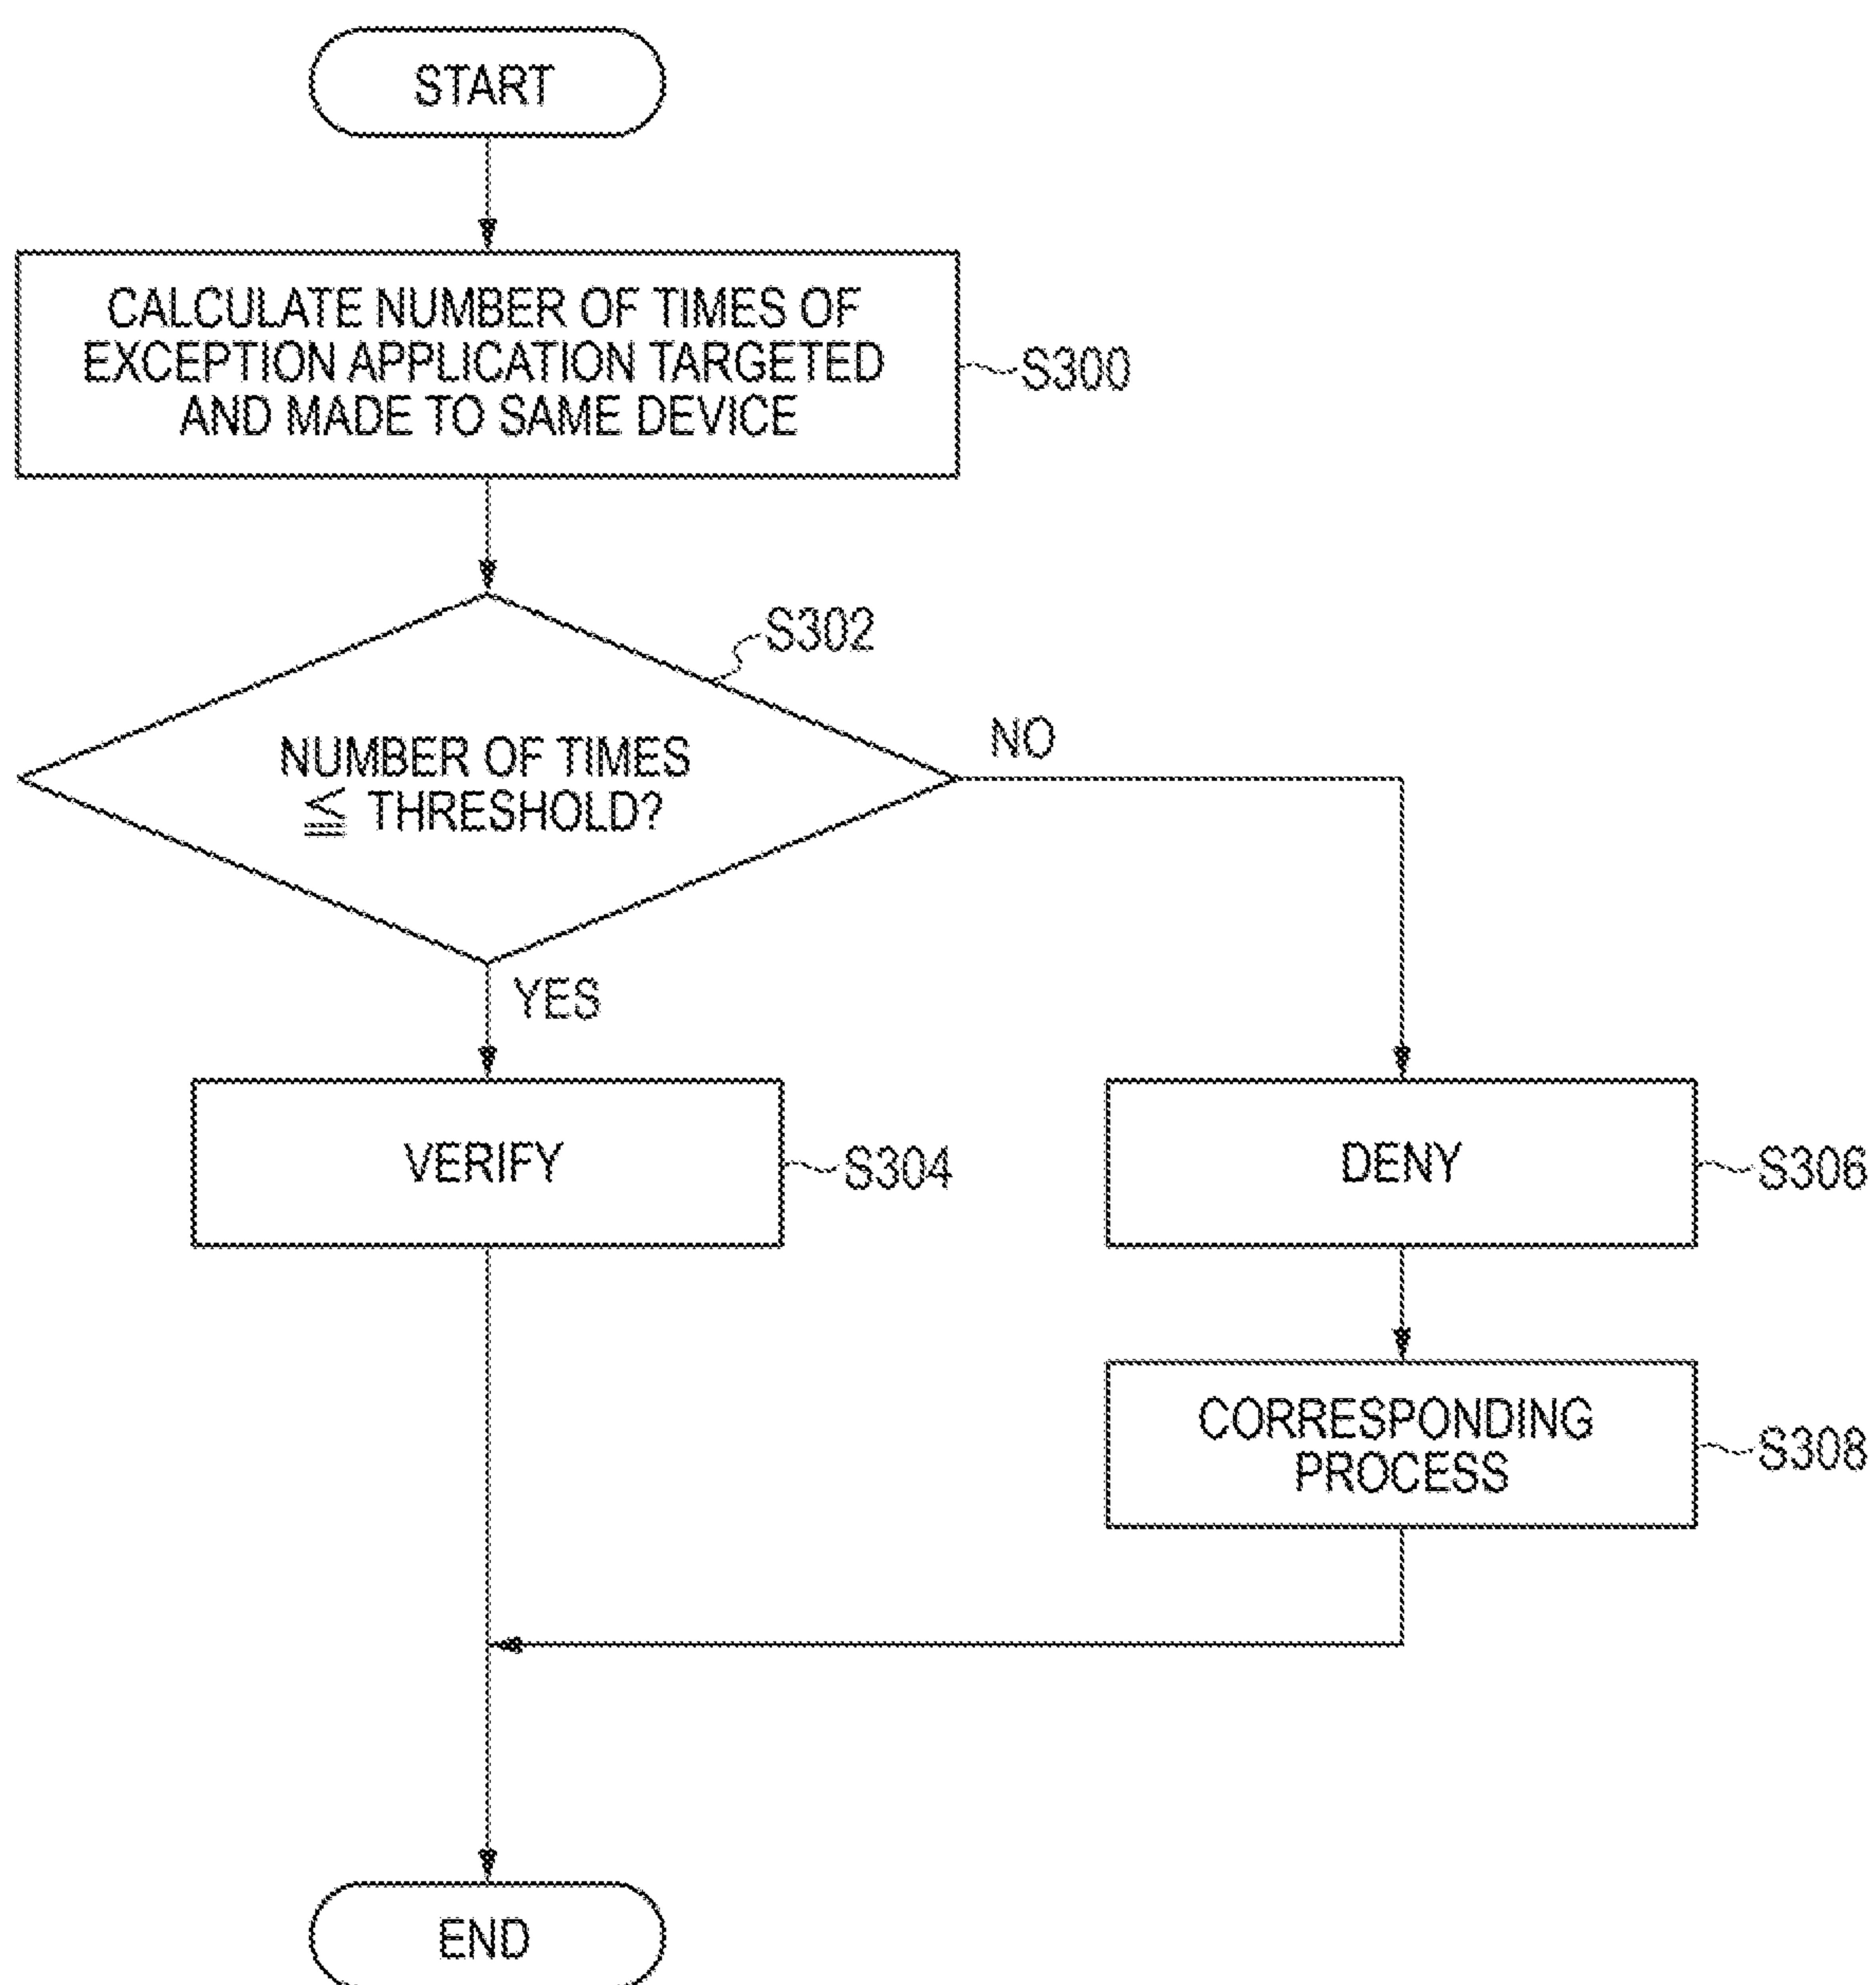 START
CALCULATE NUMBER OF TIMES OF
EXCEPTION APPLICATION TARGETED
AND MADE TO SAME DEVICE
S300
S302
NUMBER OF TIMES
≦ THRESHOLD?
NO
YES
VERIFY
S304
DENY
S306
CORRESPONDING
PROCESS
S308
END